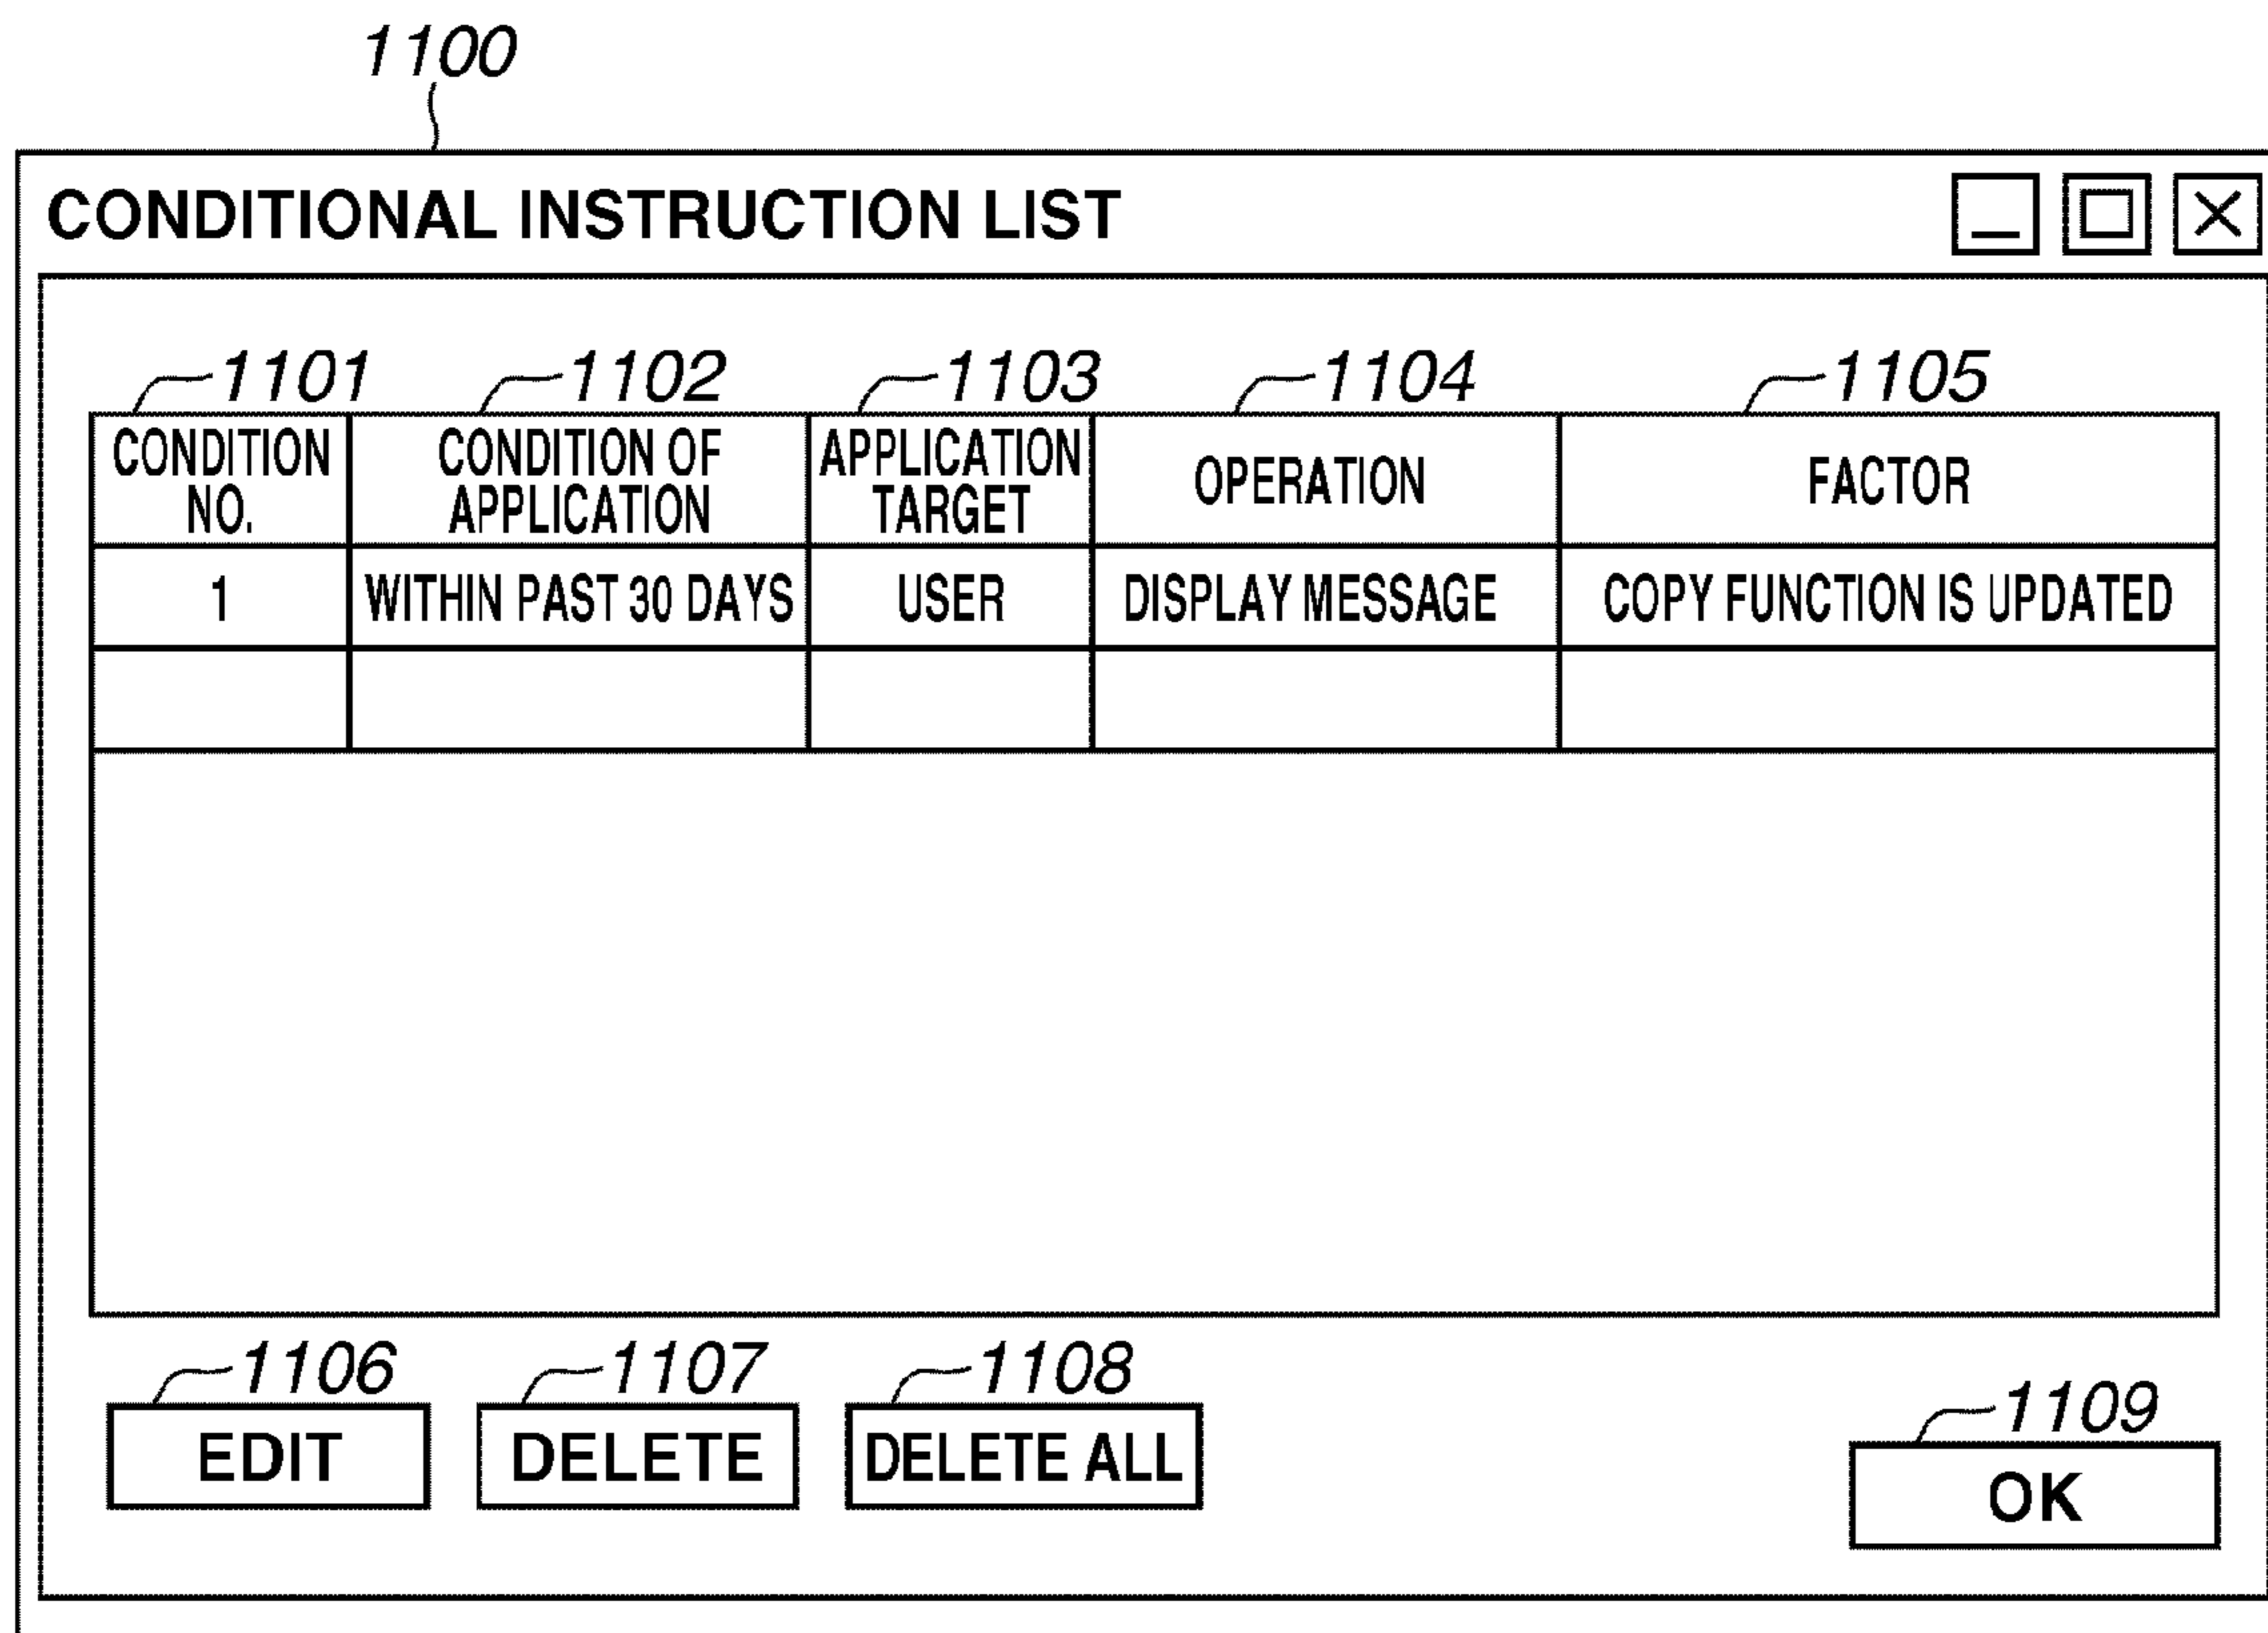 1100
CONDITIONAL INSTRUCTION LIST
1101 1102 1103 1104 1105
CONDITION NO. CONDITION OF APPLICATION APPLICATION TARGET OPERATION FACTOR
1 WITHIN PAST 30 DAYS USER DISPLAY MESSAGE COPY FUNCTION IS UPDATED
1106 1107 1108 1109
EDIT DELETE DELETE ALL OK